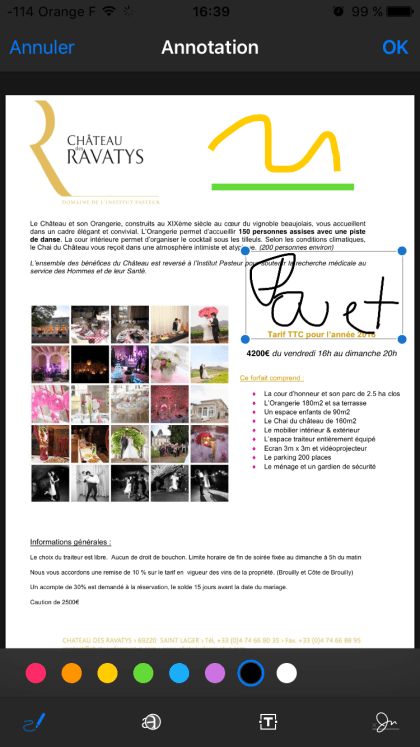 -114 Orange F 16:39 99 %
Annuler Annotation OK
CHÂTEAU
des
RAVATYS
DOMAINE DE L'INSTITUT PASTEUR
Le Château et son Orangerie, construits au XIXème siècle au cœur du vignoble beaujolais, vous accueillent
dans un cadre élégant et convivial. L'Orangerie permet d'accueillir 150 personnes assises avec une piste
de danse. La cour intérieure permet d'organiser le cocktail sous les tilleuls. Selon les conditions climatiques,
le Chai du Château vous reçoit dans une atmosphère intimiste et atypique. (200 personnes environ)
L'ensemble des bénéfices du Château est reversé à l'Institut Pasteur pour soutenir la recherche médicale au
service des Hommes et de leur Santé.
Tarif TTC pour l'année 2016
4200€ du vendredi 16h au dimanche 20h
Ce forfait comprend :
La cour d'honneur et son parc de 2.5 ha clos
L'Orangerie 180m2 et sa terrasse
Un espace enfants de 90m2
Le Chai du château de 160m2
Le mobilier intérieur & extérieur
L'espace traiteur entièrement équipé
Ecran 3m x 3m et vidéoprojecteur
Le parking 200 places
Le ménage et un gardien de sécurité
Informations générales :
Le choix du traiteur est libre. Aucun de droit de bouchon. Limite horaire de fin de soirée fixée au dimanche à 5h du matin
Nous vous accordons une remise de 10 % sur le tarif en vigueur des vins de la propriété. (Brouilly et Côte de Brouilly)
Un acompte de 30% est demandé à la réservation, le solde 15 jours avant la date du mariage.
Caution de 2500€
CHATEAU DES RAVATYS > 69220 SAINT LAGER > Tél. +33 (0)4 74 66 80 35 > Fax. +33 (0)4 74 66 88 95